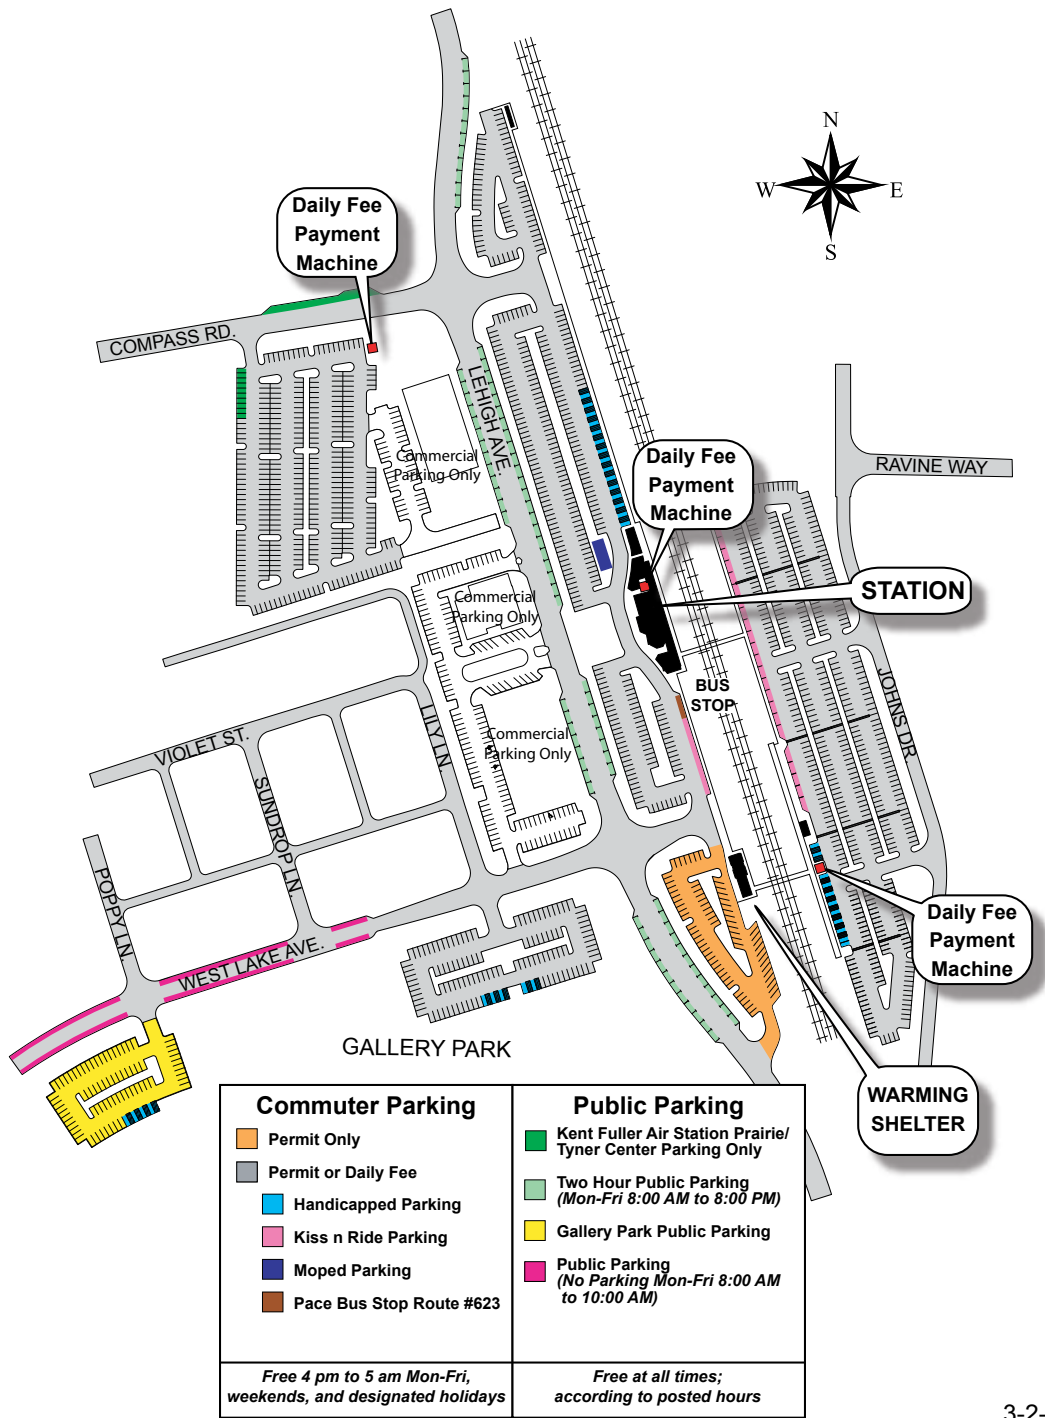 N
W
E
S
Daily Fee
Payment
Machine
COMPASS RD.
LEHIGH AVE.
Commercial
Parking Only
Daily Fee
Payment
Machine
RAVINE WAY
STATION
Commercial
Parking Only
BUS
STOP
JOHNS DR.
LILY LN.
VIOLET ST.
Commercial
Parking Only
SUNDROP LN.
POPPY LN.
WEST LAKE AVE.
Daily Fee
Payment
Machine
GALLERY PARK
WARMING
SHELTER
Commuter Parking
Permit Only
Permit or Daily Fee
Handicapped Parking
Kiss n Ride Parking
Moped Parking
Pace Bus Stop Route #623
Free 4 pm to 5 am Mon-Fri,
weekends, and designated holidays
Public Parking
Kent Fuller Air Station Prairie/
Tyner Center Parking Only
Two Hour Public Parking
(Mon-Fri 8:00 AM to 8:00 PM)
Gallery Park Public Parking
Public Parking
(No Parking Mon-Fri 8:00 AM
to 10:00 AM)
Free at all times;
according to posted hours
3-2-